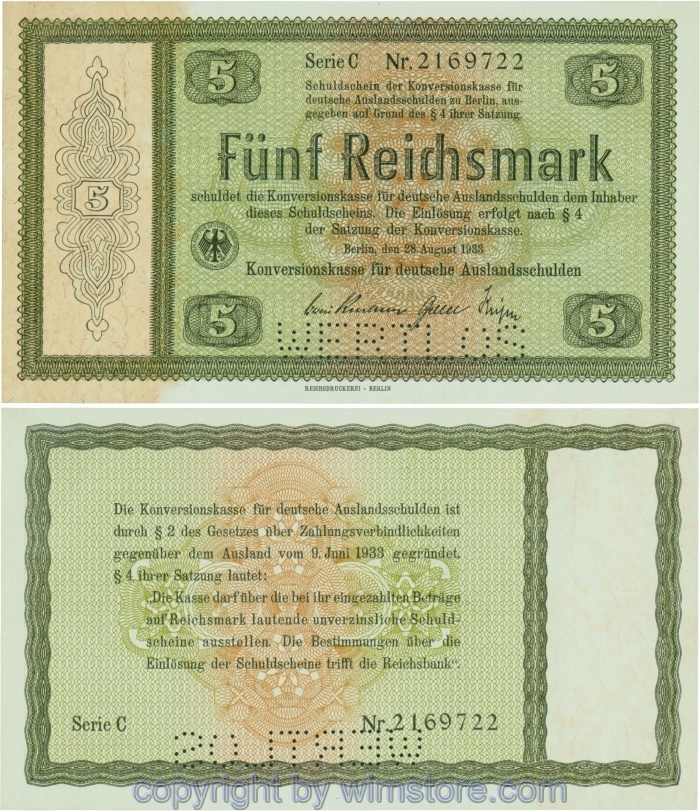 Serie C Nr. 2169722
5 5
Schuldschein der Konversionskasse für
deutsche Auslandsschulden zu Berlin, aus-
gegeben auf Grund des § 4 ihrer Satzung.
Fünf Reichsmark
5
schuldet die Konversionskasse für deutsche Auslandsschulden dem Inhaber
dieses Schuldscheins. Die Einlösung erfolgt nach § 4
der Satzung der Konversionskasse.
Berlin, den 28. August 1933
Konversionskasse für deutsche Auslandsschulden
5 5
WERTLOS
REICHSDRUCKEREI · BERLIN
Die Konversionskasse für deutsche Auslandsschulden ist
durch § 2 des Gesetzes über Zahlungsverbindlichkeiten
gegenüber dem Ausland vom 9. Juni 1933 gegründet.
§ 4 ihrer Satzung lautet:
„Die Kasse darf über die bei ihr eingezahlten Beträge
auf Reichsmark lautende unverzinsliche Schuld-
scheine ausstellen. Die Bestimmungen über die
Einlösung der Schuldscheine trifft die Reichsbank“.
Serie C Nr. 2169722
WERTLOS
copyright by wimstore.com